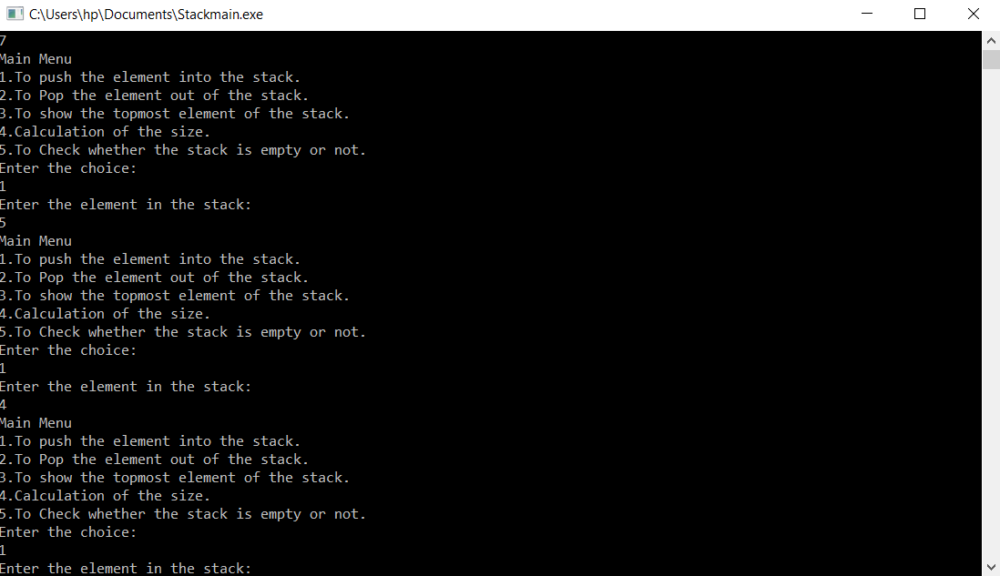 C:\Users\hp\Documents\Stackmain.exe
7
Main Menu
1.To push the element into the stack.
2.To Pop the element out of the stack.
3.To show the topmost element of the stack.
4.Calculation of the size.
5.To Check whether the stack is empty or not.
Enter the choice:
1
Enter the element in the stack:
5
Main Menu
1.To push the element into the stack.
2.To Pop the element out of the stack.
3.To show the topmost element of the stack.
4.Calculation of the size.
5.To Check whether the stack is empty or not.
Enter the choice:
1
Enter the element in the stack:
4
Main Menu
1.To push the element into the stack.
2.To Pop the element out of the stack.
3.To show the topmost element of the stack.
4.Calculation of the size.
5.To Check whether the stack is empty or not.
Enter the choice:
1
Enter the element in the stack: